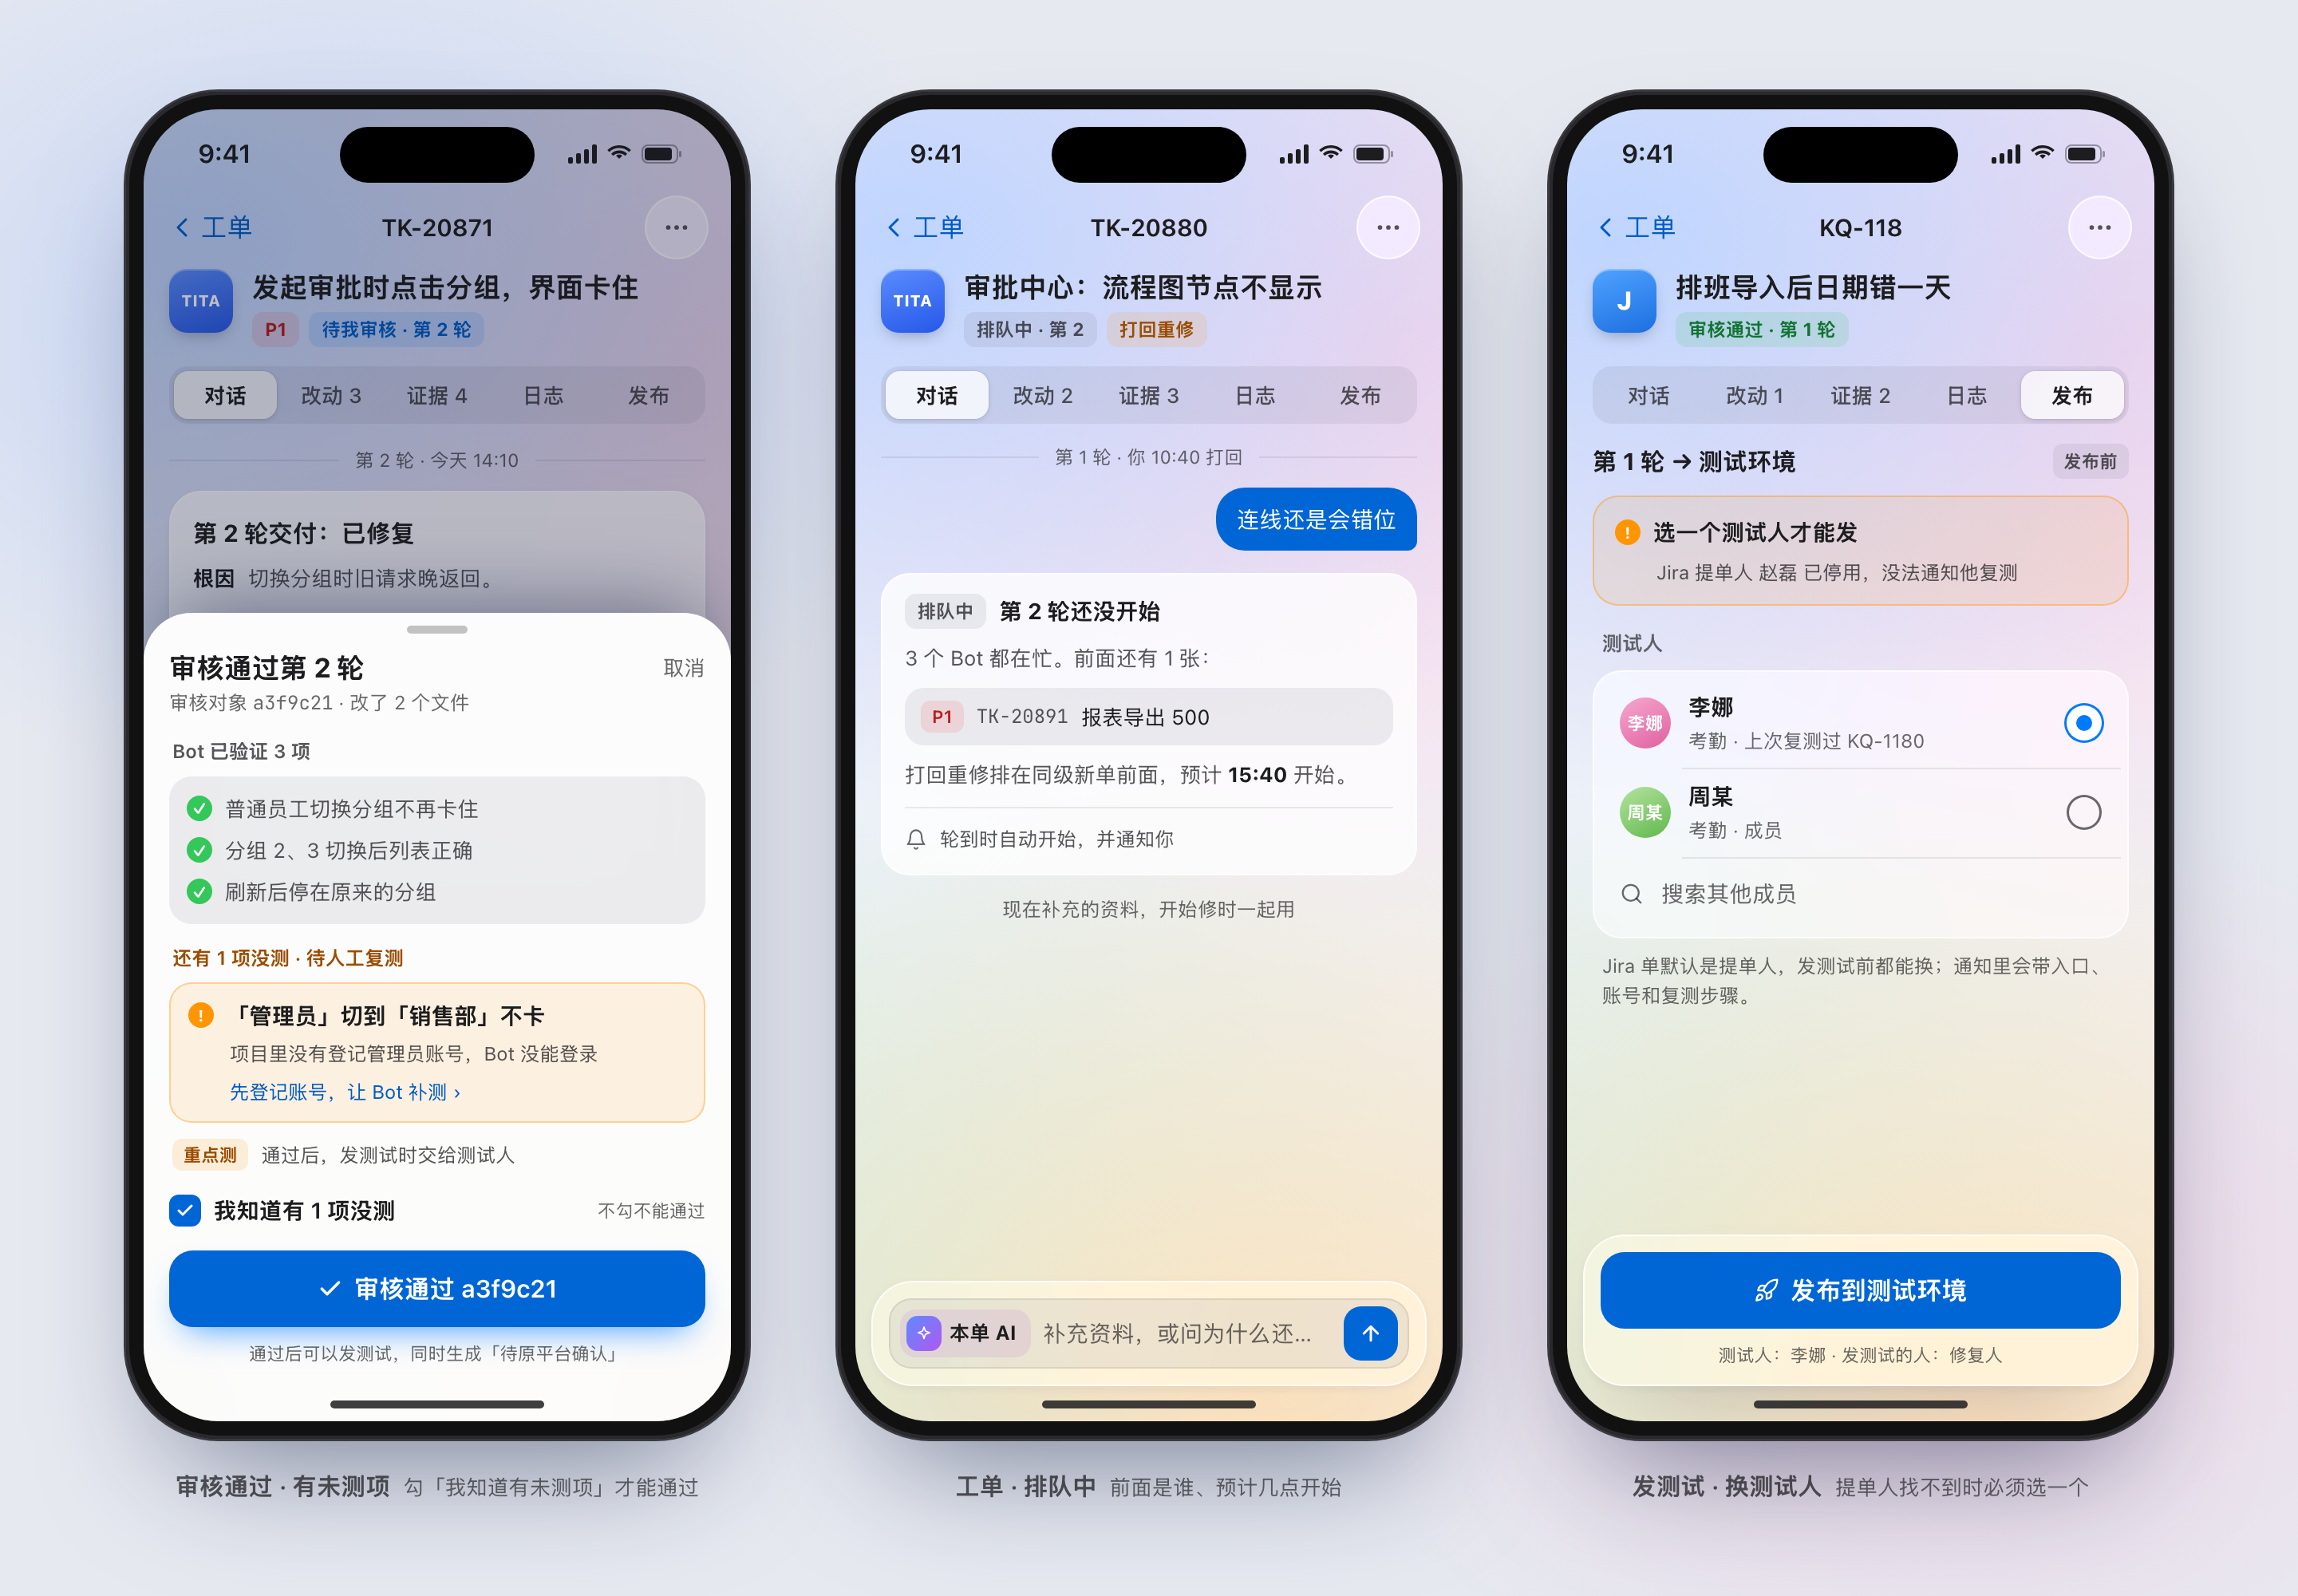 9:41
工单
TK-20871
TITA
发起审批时点击分组，界面卡住
P1
待我审核 · 第 2 轮
对话
改动 3
证据 4
日志
发布
第 2 轮 · 今天 14:10
第 2 轮交付：已修复
根因 切换分组时旧请求晚返回。
审核通过第 2 轮
取消
审核对象 a3f9c21 · 改了 2 个文件
Bot 已验证 3 项
普通员工切换分组不再卡住
分组 2、3 切换后列表正确
刷新后停在原来的分组
还有 1 项没测 · 待人工复测
「管理员」切到「销售部」不卡
项目里没有登记管理员账号，Bot 没能登录
先登记账号，让 Bot 补测 ›
重点测
通过后，发测试时交给测试人
我知道有 1 项没测
不勾不能通过
审核通过 a3f9c21
通过后可以发测试，同时生成「待原平台确认」
审核通过 · 有未测项 勾「我知道有未测项」才能通过
9:41
工单
TK-20880
TITA
审批中心：流程图节点不显示
排队中 · 第 2
打回重修
对话
改动 2
证据 3
日志
发布
第 1 轮 · 你 10:40 打回
连线还是会错位
排队中
第 2 轮还没开始
3 个 Bot 都在忙。前面还有 1 张：
P1 TK-20891 报表导出 500
打回重修排在同级新单前面，预计 15:40 开始。
轮到时自动开始，并通知你
现在补充的资料，开始修时一起用
本单 AI
补充资料，或问为什么还...
工单 · 排队中 前面是谁、预计几点开始
9:41
工单
KQ-118
J
排班导入后日期错一天
审核通过 · 第 1 轮
对话
改动 1
证据 2
日志
发布
第 1 轮 → 测试环境
发布前
选一个测试人才能发
Jira 提单人 赵磊 已停用，没法通知他复测
测试人
李娜
李娜
考勤 · 上次复测过 KQ-1180
周某
周某
考勤 · 成员
搜索其他成员
Jira 单默认是提单人，发测试前都能换；通知里会带入口、
账号和复测步骤。
发布到测试环境
测试人：李娜 · 发测试的人：修复人
发测试 · 换测试人 提单人找不到时必须选一个